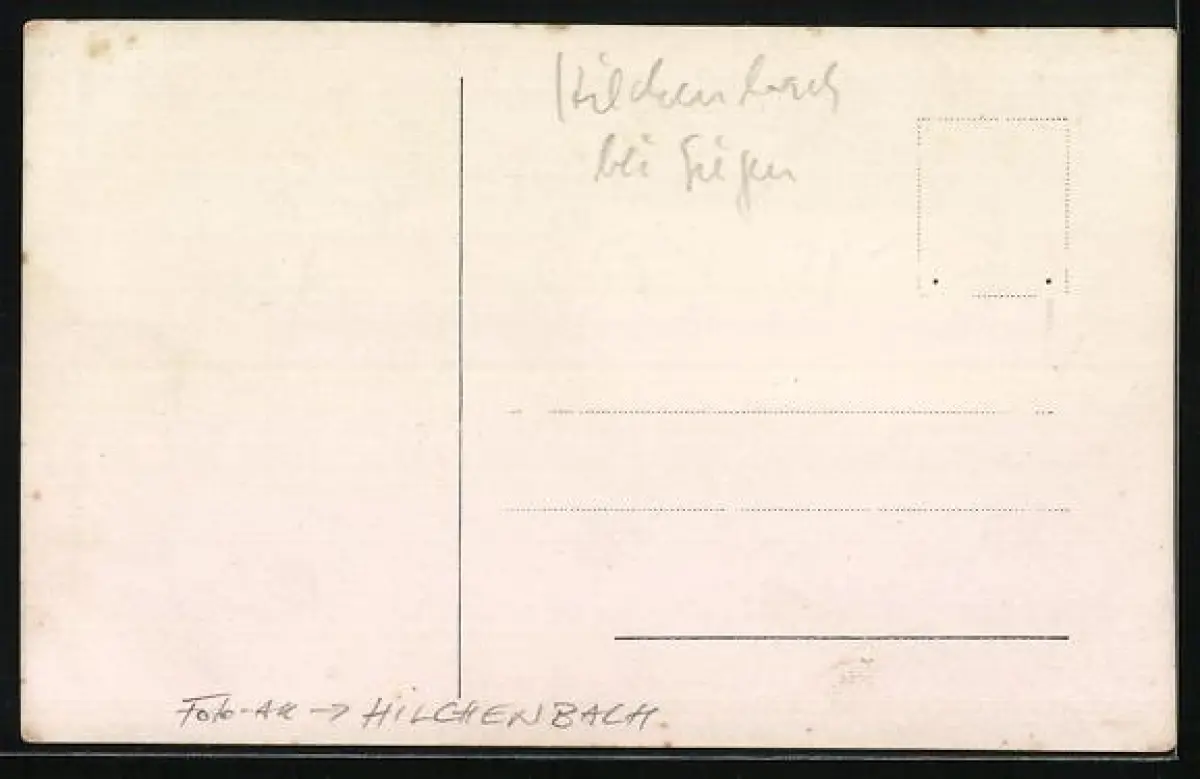 Hilchenbach
bei Siegen
Foto-AK -> HILCHENBACH